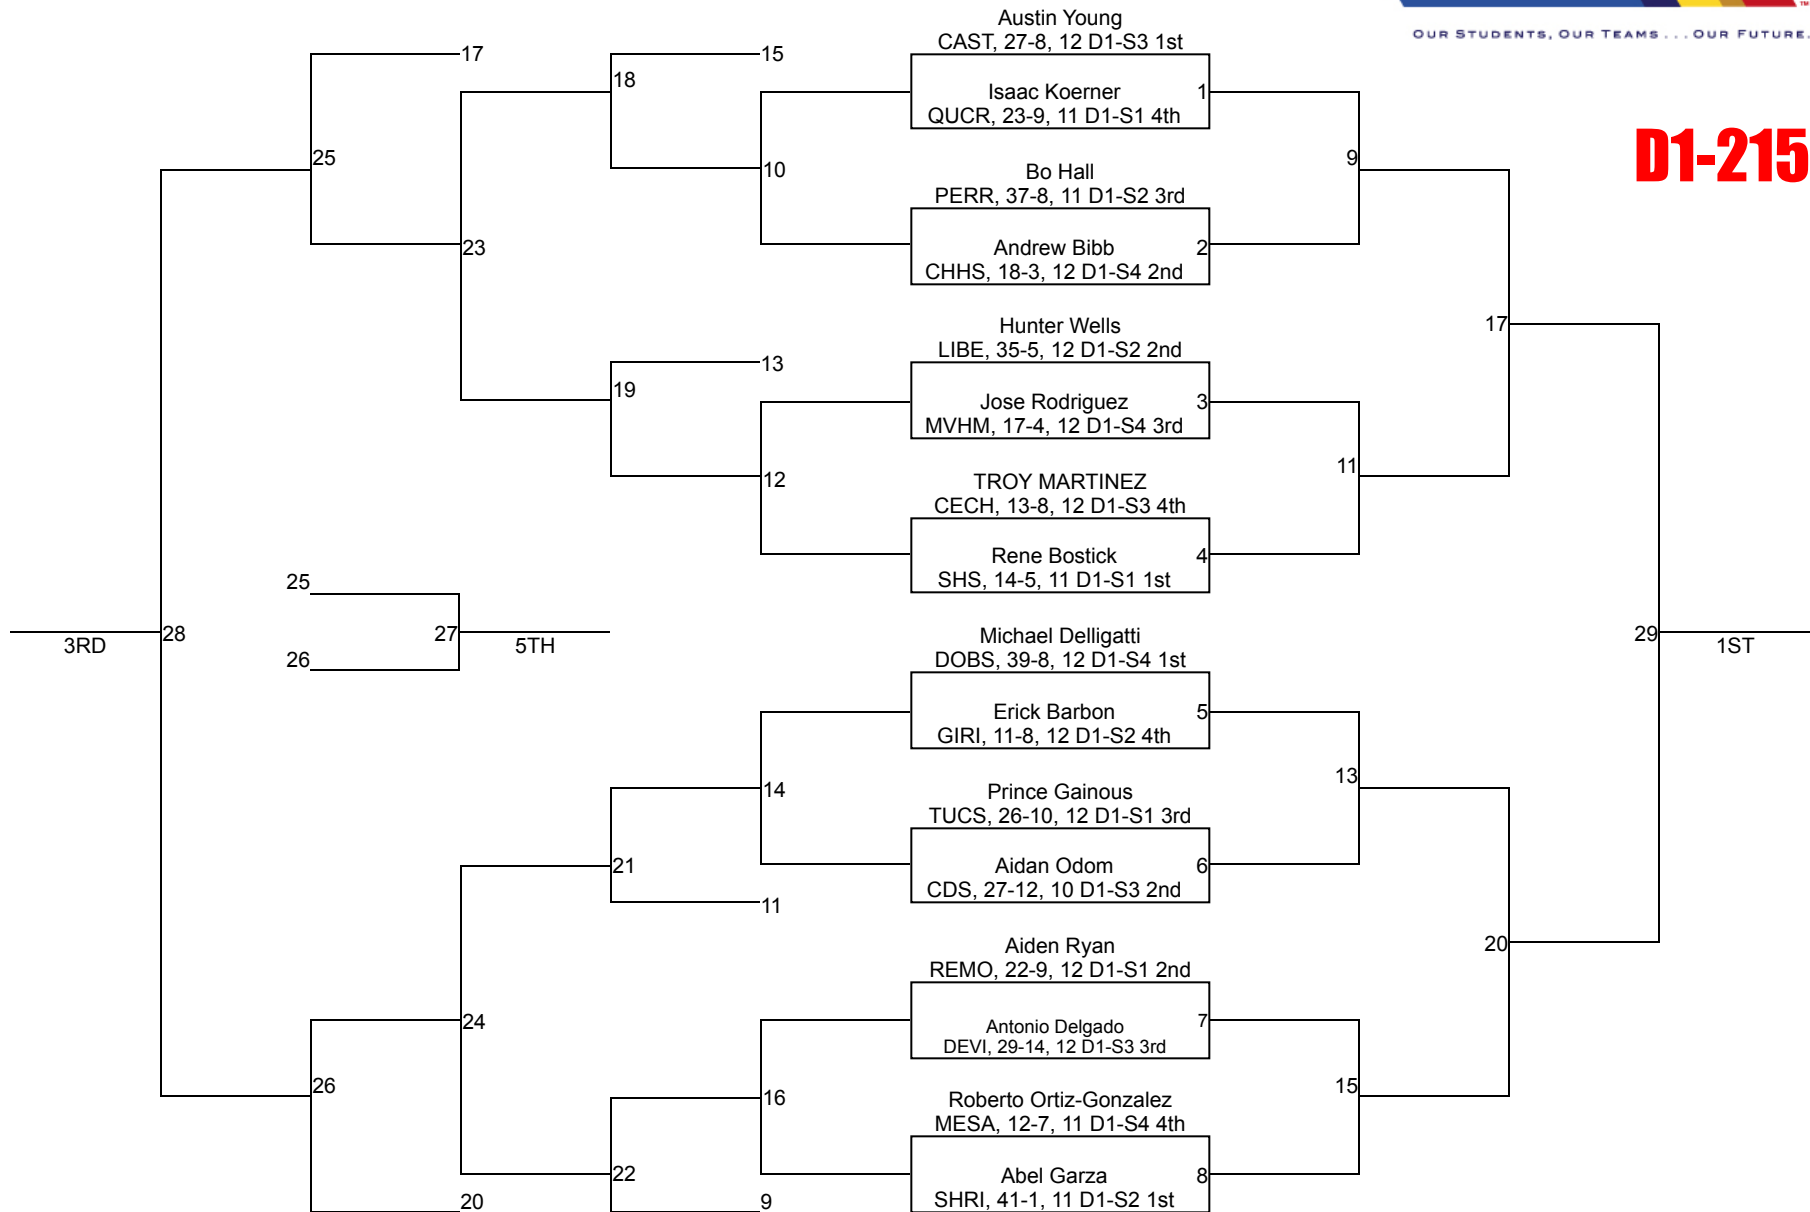 OUR STUDENTS, OUR TEAMS ... OUR FUTURE.
TM
D1-215
Austin Young
CAST, 27-8, 12 D1-S3 1st
Isaac Koerner
QUCR, 23-9, 11 D1-S1 4th
1
Bo Hall
PERR, 37-8, 11 D1-S2 3rd
Andrew Bibb
CHHS, 18-3, 12 D1-S4 2nd
2
Hunter Wells
LIBE, 35-5, 12 D1-S2 2nd
Jose Rodriguez
MVHM, 17-4, 12 D1-S4 3rd
3
TROY MARTINEZ
CECH, 13-8, 12 D1-S3 4th
Rene Bostick
SHS, 14-5, 11 D1-S1 1st
4
Michael Delligatti
DOBS, 39-8, 12 D1-S4 1st
Erick Barbon
GIRI, 11-8, 12 D1-S2 4th
5
Prince Gainous
TUCS, 26-10, 12 D1-S1 3rd
Aidan Odom
CDS, 27-12, 10 D1-S3 2nd
6
Aiden Ryan
REMO, 22-9, 12 D1-S1 2nd
Antonio Delgado
DEVI, 29-14, 12 D1-S3 3rd
7
Roberto Ortiz-Gonzalez
MESA, 12-7, 11 D1-S4 4th
Abel Garza
SHRI, 41-1, 11 D1-S2 1st
8
9
11
13
15
17
20
29
1ST
15
10
13
12
14
11
16
9
18
19
21
22
17
23
24
20
25
26
25
26
27
5TH
28
3RD